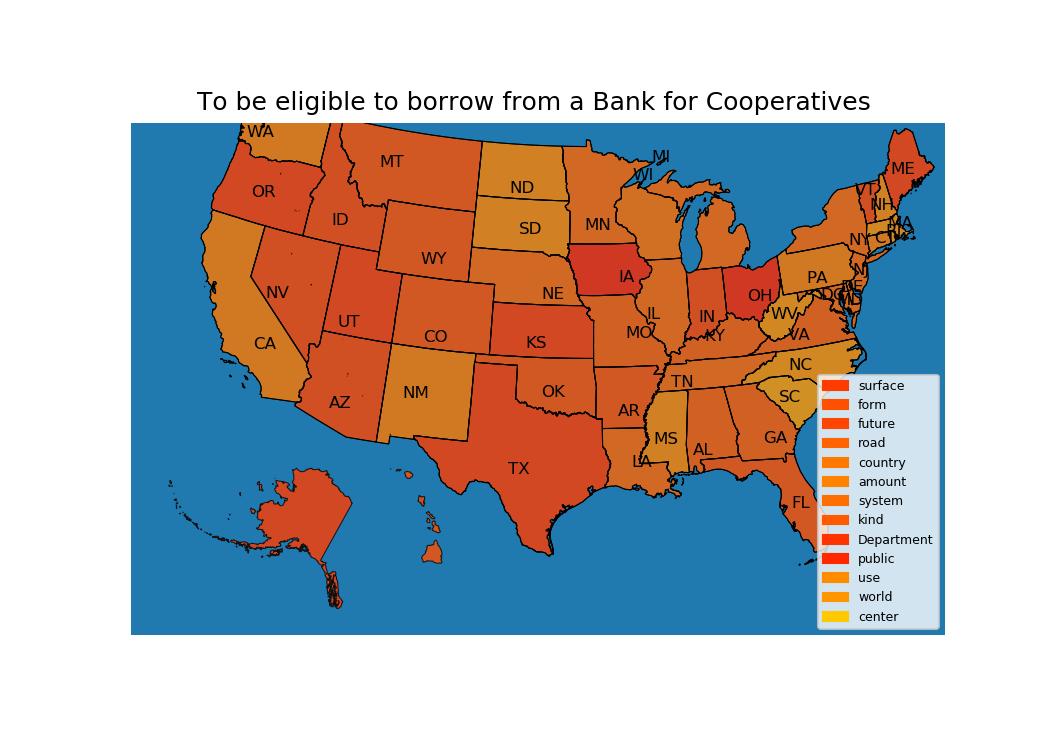 To be eligible to borrow from a Bank for Cooperatives
WA
MT
ND
MN
WI
MI
ME
OR
ID
SD
VT
NH
MA
WY
NY
CT
NV
UT
NE
IA
IL
IN
OH
PA
NJ
DE
MD
DC
CA
CO
KS
MO
KY
WV
VA
AZ
NM
OK
AR
TN
NC
SC
TX
LA
MS
AL
GA
FL
surface
form
future
road
country
amount
system
kind
Department
public
use
world
center